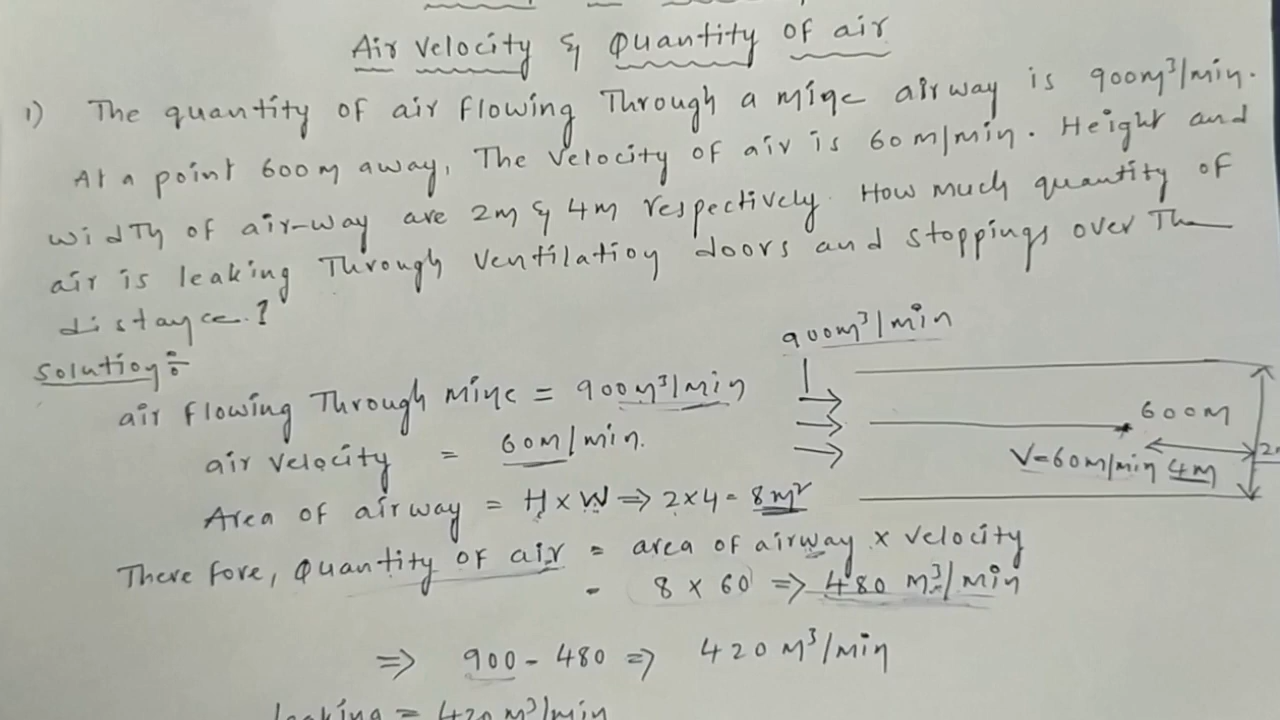 Air Velocity & Quantity of air
1) The quantity of air flowing Through a mine airway is 900m³/min.
At a point 600m away, The velocity of air is 60m/min. Height and
width of air-way are 2m & 4m respectively. How much quantity of
air is leaking Through Ventilation doors and stoppings over The
distance.?
Solution:
900m³/min
air flowing Through Mine = 900m³/min
600m
air velocity = 60m/min.
V=60m/min 4m
Area of airway = H x W => 2x4 = 8m²
There fore, Quantity of air = area of airway x velocity
= 8 x 60 => 480 m³/min
=> 900 - 480 => 420 m³/min
leaking = 420 m³/min